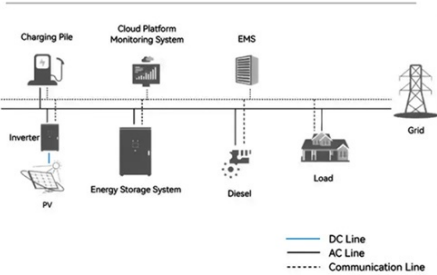 Charging Pile
Cloud Platform
Monitoring System
EMS
Grid
Inverter
PV
Energy Storage System
Diesel
Load
DC Line
AC Line
Communication Line